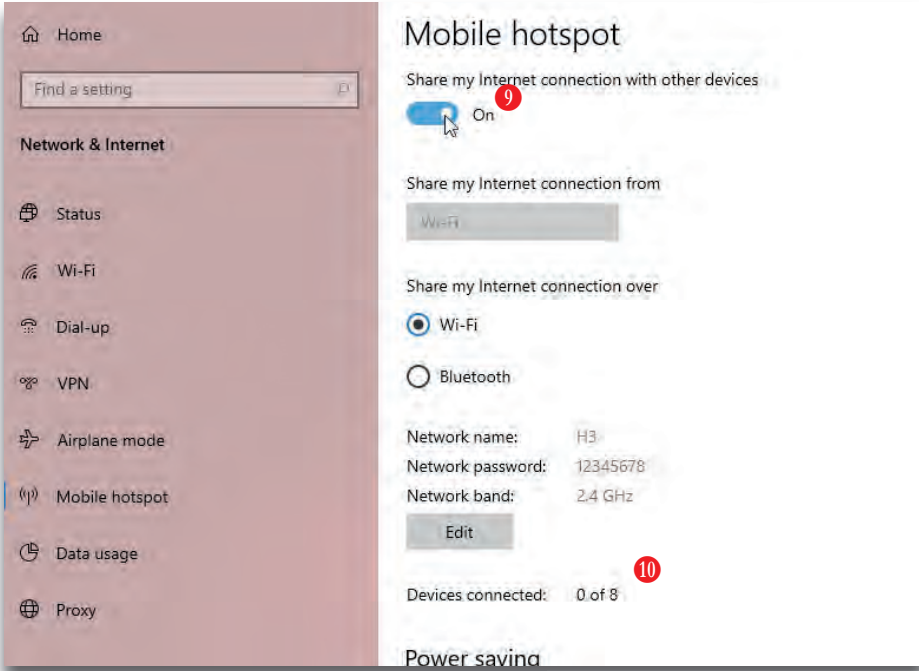 Home
Find a setting
Network & Internet
Status
Wi-Fi
Dial-up
VPN
Airplane mode
Mobile hotspot
Data usage
Proxy
Mobile hotspot
Share my Internet connection with other devices
On 9
Share my Internet connection from
Wi-Fi
Share my Internet connection over
Wi-Fi
Bluetooth
Network name: H3
Network password: 12345678
Network band: 2.4 GHz
Edit
10
Devices connected: 0 of 8
Power saving